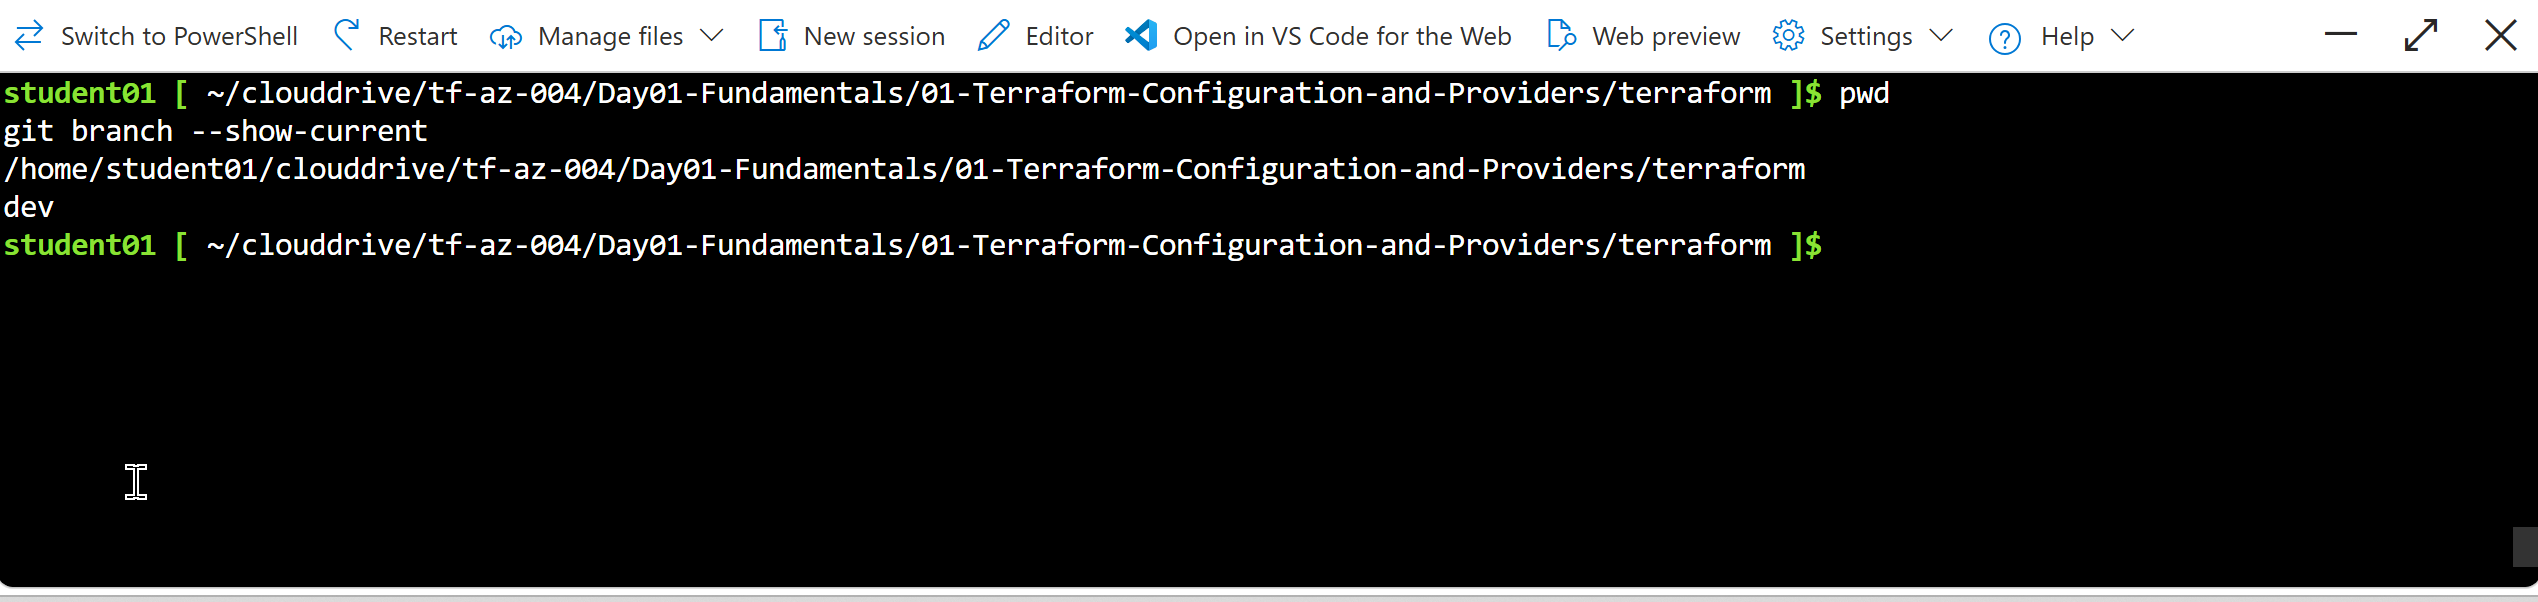 Switch to PowerShell Restart Manage files New session Editor Open in VS Code for the Web Web preview Settings Help
student01 [ ~/clouddrive/tf-az-004/Day01-Fundamentals/01-Terraform-Configuration-and-Providers/terraform ]$ pwd
git branch --show-current
/home/student01/clouddrive/tf-az-004/Day01-Fundamentals/01-Terraform-Configuration-and-Providers/terraform
dev
student01 [ ~/clouddrive/tf-az-004/Day01-Fundamentals/01-Terraform-Configuration-and-Providers/terraform ]$